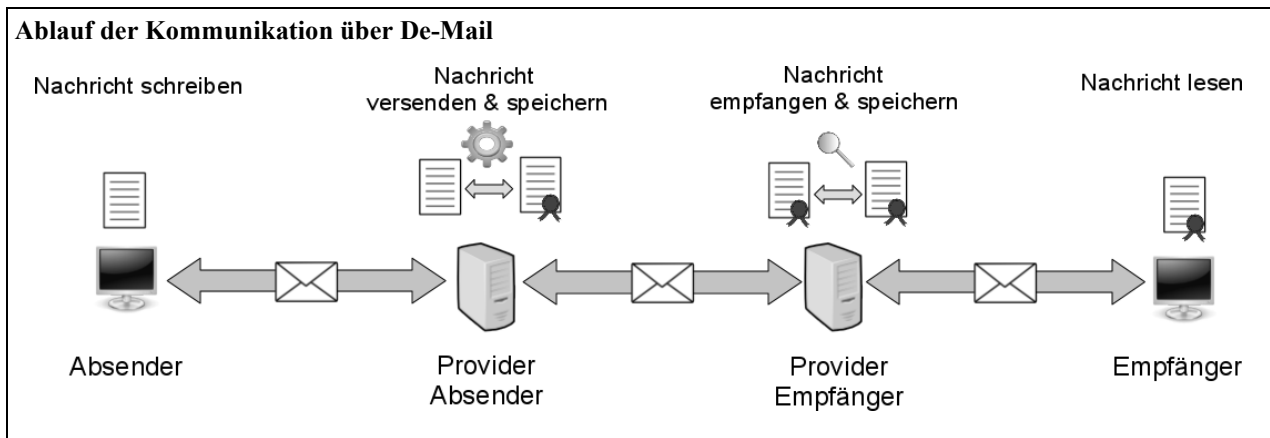 Ablauf der Kommunikation über De-Mail
Nachricht schreiben
Nachricht
versenden & speichern
Nachricht
empfangen & speichern
Nachricht lesen
Absender
Provider
Absender
Provider
Empfänger
Empfänger